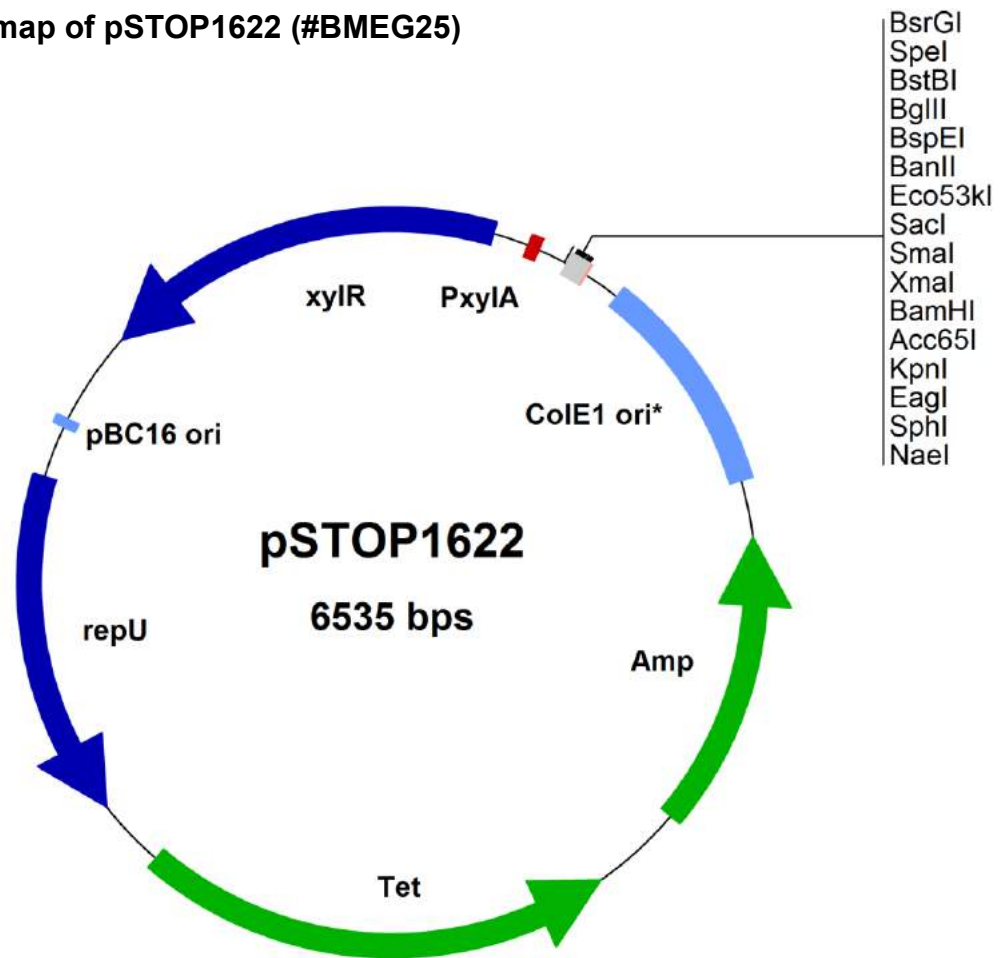 map of pSTOP1622 (#BMEG25)
BsrGI
SpeI
BstBI
BglII
BspEI
BanII
Eco53kI
SacI
SmaI
XmaI
BamHI
Acc65I
KpnI
EagI
SphI
NaeI
xylR
PxylA
ColE1 ori*
pBC16 ori
pSTOP1622
6535 bps
repU
Amp
Tet